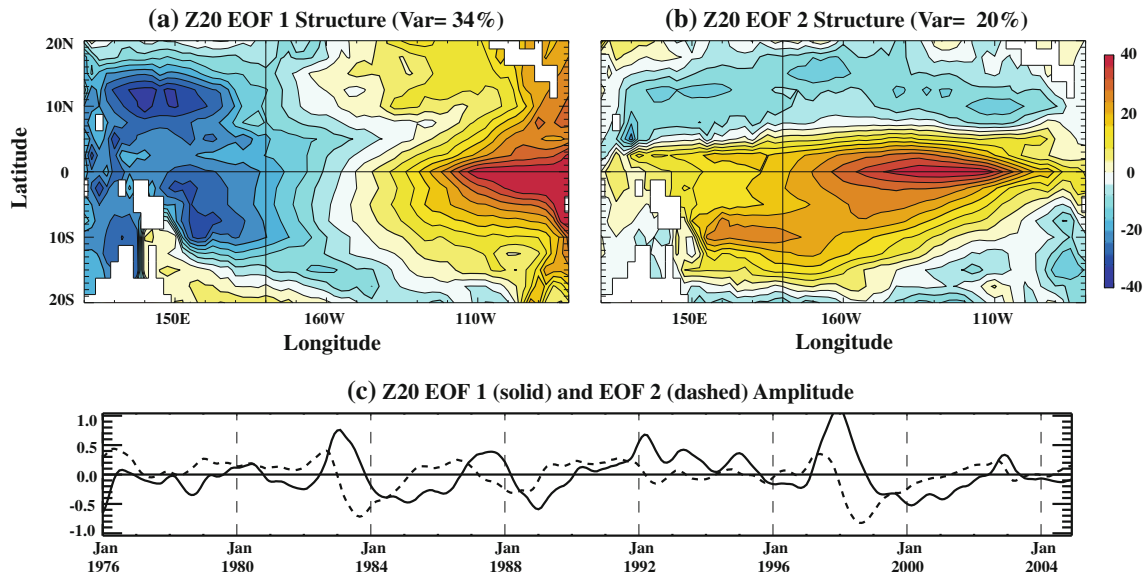 (a) Z20 EOF 1 Structure (Var= 34%)
(b) Z20 EOF 2 Structure (Var= 20%)
Latitude
20N
10N
0
10S
20S
150E
160W
110W
Longitude
150E
160W
110W
Longitude
40
20
0
-20
-40
(c) Z20 EOF 1 (solid) and EOF 2 (dashed) Amplitude
1.0
0.5
0.0
-0.5
-1.0
Jan Jan Jan Jan Jan Jan Jan Jan
1976 1980 1984 1988 1992 1996 2000 2004